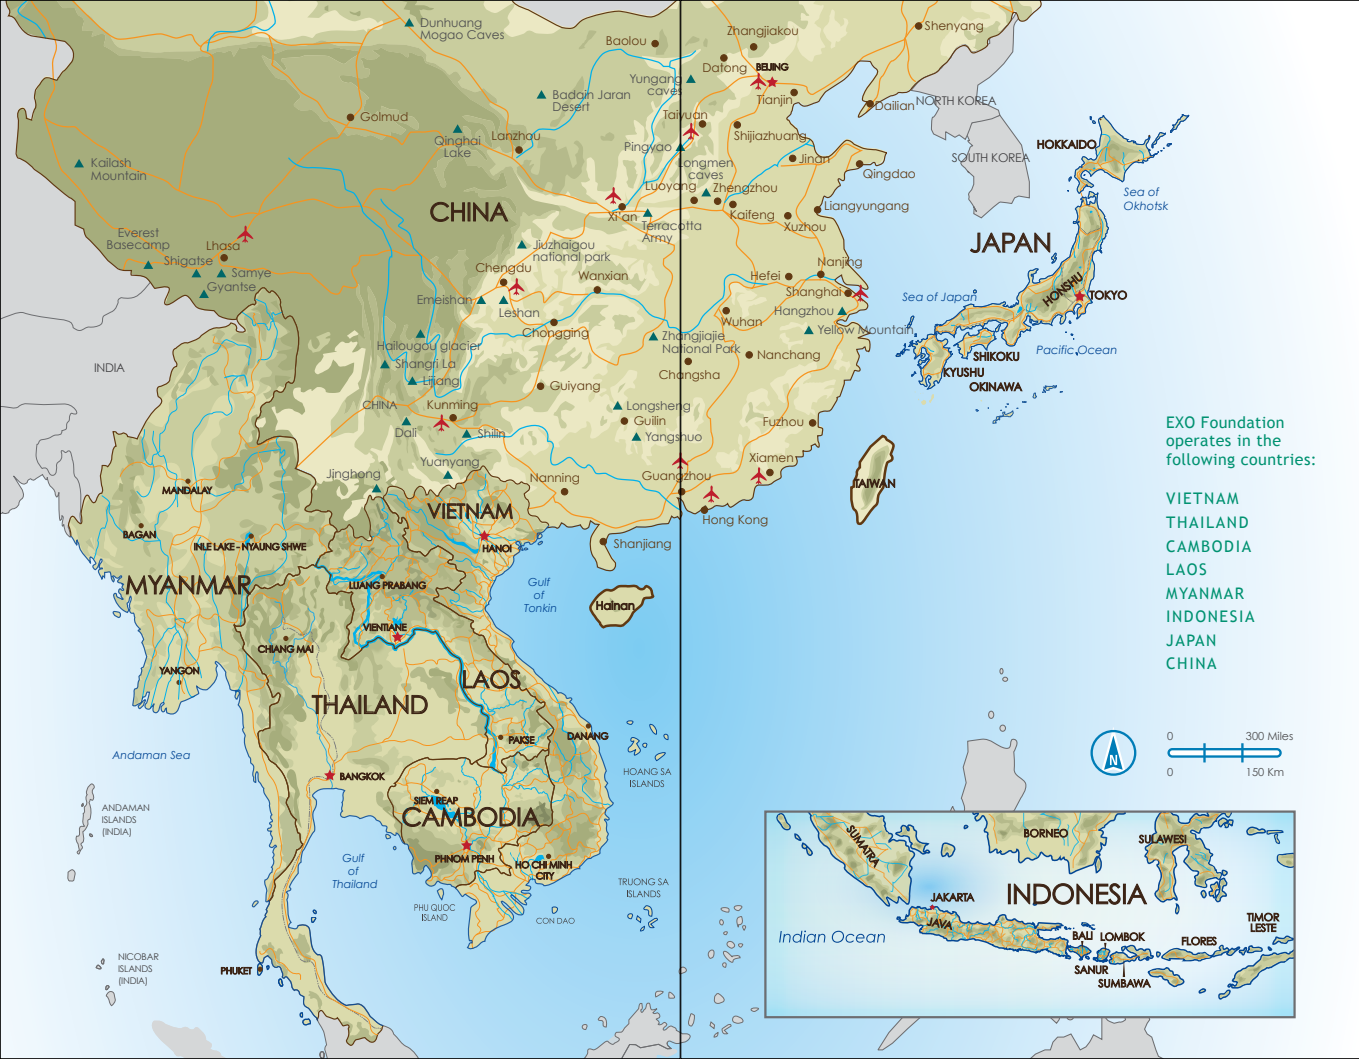 Dunhuang
Mogao Caves
Baolou
Zhangjiakou
Shenyang
Datong
BEIJING
Yungang
caves
Badain Jaran
Desert
Tianjin
Dailian
NORTH KOREA
Golmud
Taiyuan
Qinghai
Lake
Lanzhou
Shijiazhuang
Pingyao
HOKKAIDO
Kailash
Mountain
Longmen
caves
Jinan
Qingdao
SOUTH KOREA
Luoyang
Zhengzhou
Sea of
Okhotsk
CHINA
Xi'an
Terracotta
Army
Kaifeng
Liangyungang
Xuzhou
JAPAN
Everest
Basecamp
Lhasa
Jiuzhaigou
national park
Shigatse
Samye
Gyantse
Chengdu
Wanxian
Hefei
Nanjing
HONSHU
TOKYO
Emeishan
Leshan
Shanghai
Sea of Japan
Hangzhou
Wuhan
Chongqing
Yellow Mountain
Zhangjiajie
National Park
Hailougou glacier
Pacific Ocean
SHIKOKU
Nanchang
INDIA
Shangri La
Changsha
KYUSHU
Lijiang
Guiyang
OKINAWA
CHINA
Kunming
Longsheng
Guilin
Fuzhou
EXO Foundation
operates in the
following countries:
Dali
Shilin
Yangshuo
Yuanyang
Xiamen
Jinghong
Nanning
Guangzhou
TAIWAN
MANDALAY
VIETNAM
THAILAND
CAMBODIA
LAOS
MYANMAR
INDONESIA
JAPAN
CHINA
VIETNAM
Hong Kong
BAGAN
INLE LAKE - NYAUNG SHWE
HANOI
Shanjiang
MYANMAR
LUANG PRABANG
Gulf
of
Tonkin
Hainan
VIENTIANE
CHIANG MAI
YANGON
LAOS
THAILAND
PAKSE
DANANG
Andaman Sea
BANGKOK
HOANG SA
ISLANDS
0
300 Miles
N
0
150 Km
SIEM REAP
CAMBODIA
ANDAMAN
ISLANDS
(INDIA)
Gulf
of
Thailand
PHNOM PENH
HO CHI MINH
CITY
TRUONG SA
ISLANDS
PHU QUOC
ISLAND
CON DAO
SUMATRA
BORNEO
SULAWESI
INDONESIA
JAKARTA
JAVA
Indian Ocean
BALI
LOMBOK
FLORES
TIMOR
LESTE
SANUR
SUMBAWA
NICOBAR
ISLANDS
(INDIA)
PHUKET